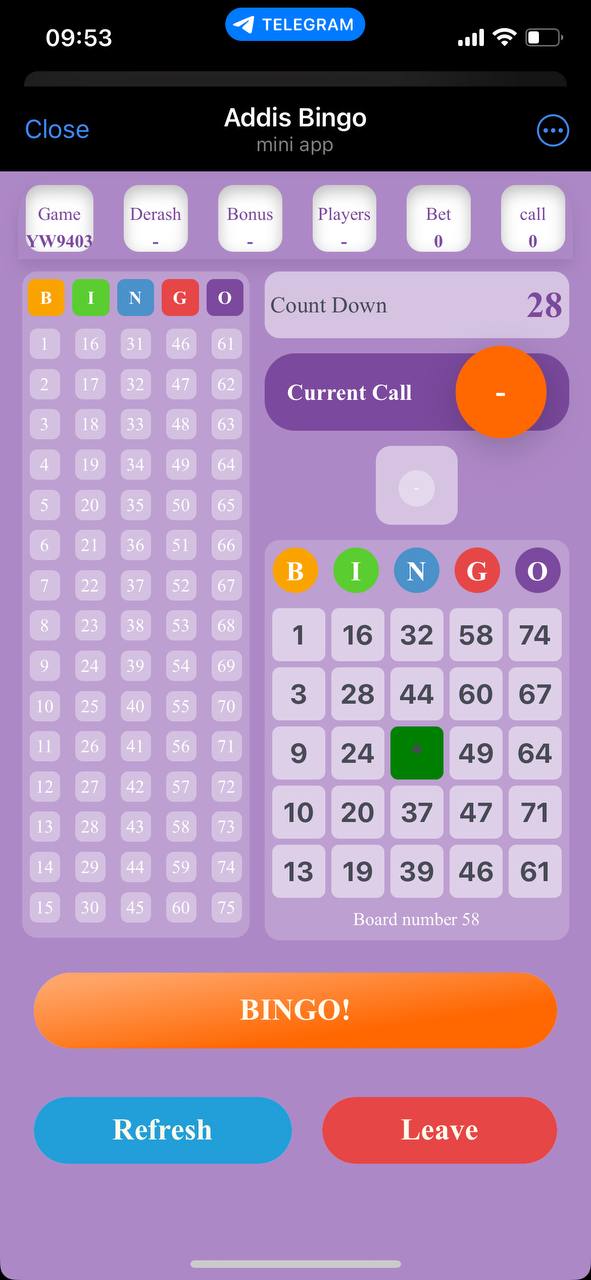 09:53
TELEGRAM
Close
Addis Bingo
mini app
Game
YW9403
Derash
-
Bonus
-
Players
-
Bet
0
call
0
B I N G O
1 16 31 46 61
2 17 32 47 62
3 18 33 48 63
4 19 34 49 64
5 20 35 50 65
6 21 36 51 66
7 22 37 52 67
8 23 38 53 68
9 24 39 54 69
10 25 40 55 70
11 26 41 56 71
12 27 42 57 72
13 28 43 58 73
14 29 44 59 74
15 30 45 60 75
Count Down 28
Current Call -
-
B I N G O
1 16 32 58 74
3 28 44 60 67
9 24 * 49 64
10 20 37 47 71
13 19 39 46 61
Board number 58
BINGO!
Refresh
Leave